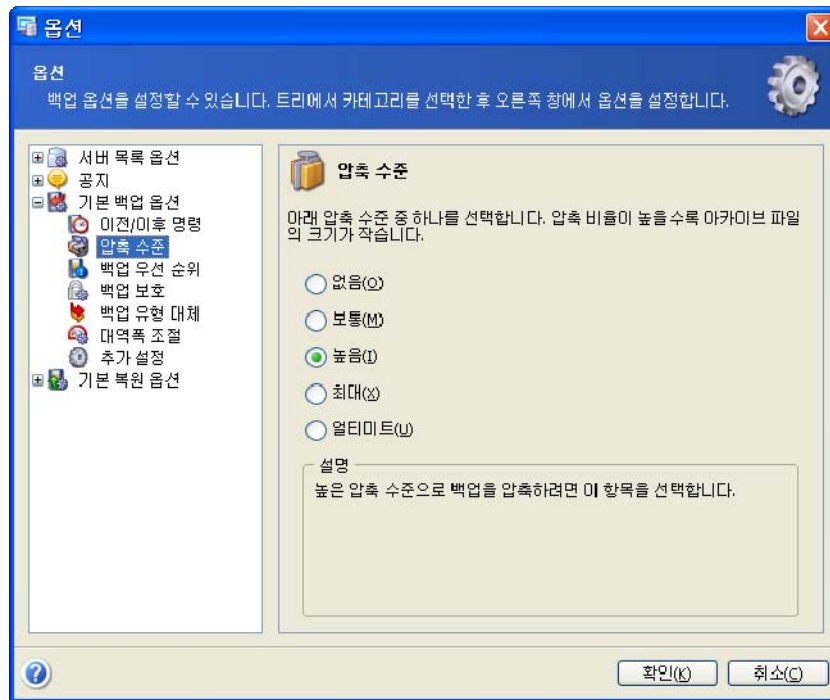 옵션
옵션
백업 옵션을 설정할 수 있습니다. 트리에서 카테고리를 선택한 후 오른쪽 창에서 옵션을 설정합니다.
서버 목록 옵션
공지
기본 백업 옵션
이전/이후 명령
압축 수준
백업 우선 순위
백업 보호
백업 유형 대체
대역폭 조절
추가 설정
기본 복원 옵션
압축 수준
아래 압축 수준 중 하나를 선택합니다. 압축 비율이 높을수록 아카이브 파일
의 크기가 작습니다.
없음(O)
보통(M)
높음(I)
최대(X)
얼티미트(U)
설명
높은 압축 수준으로 백업을 압축하려면 이 항목을 선택합니다.
확인(K)
취소(C)